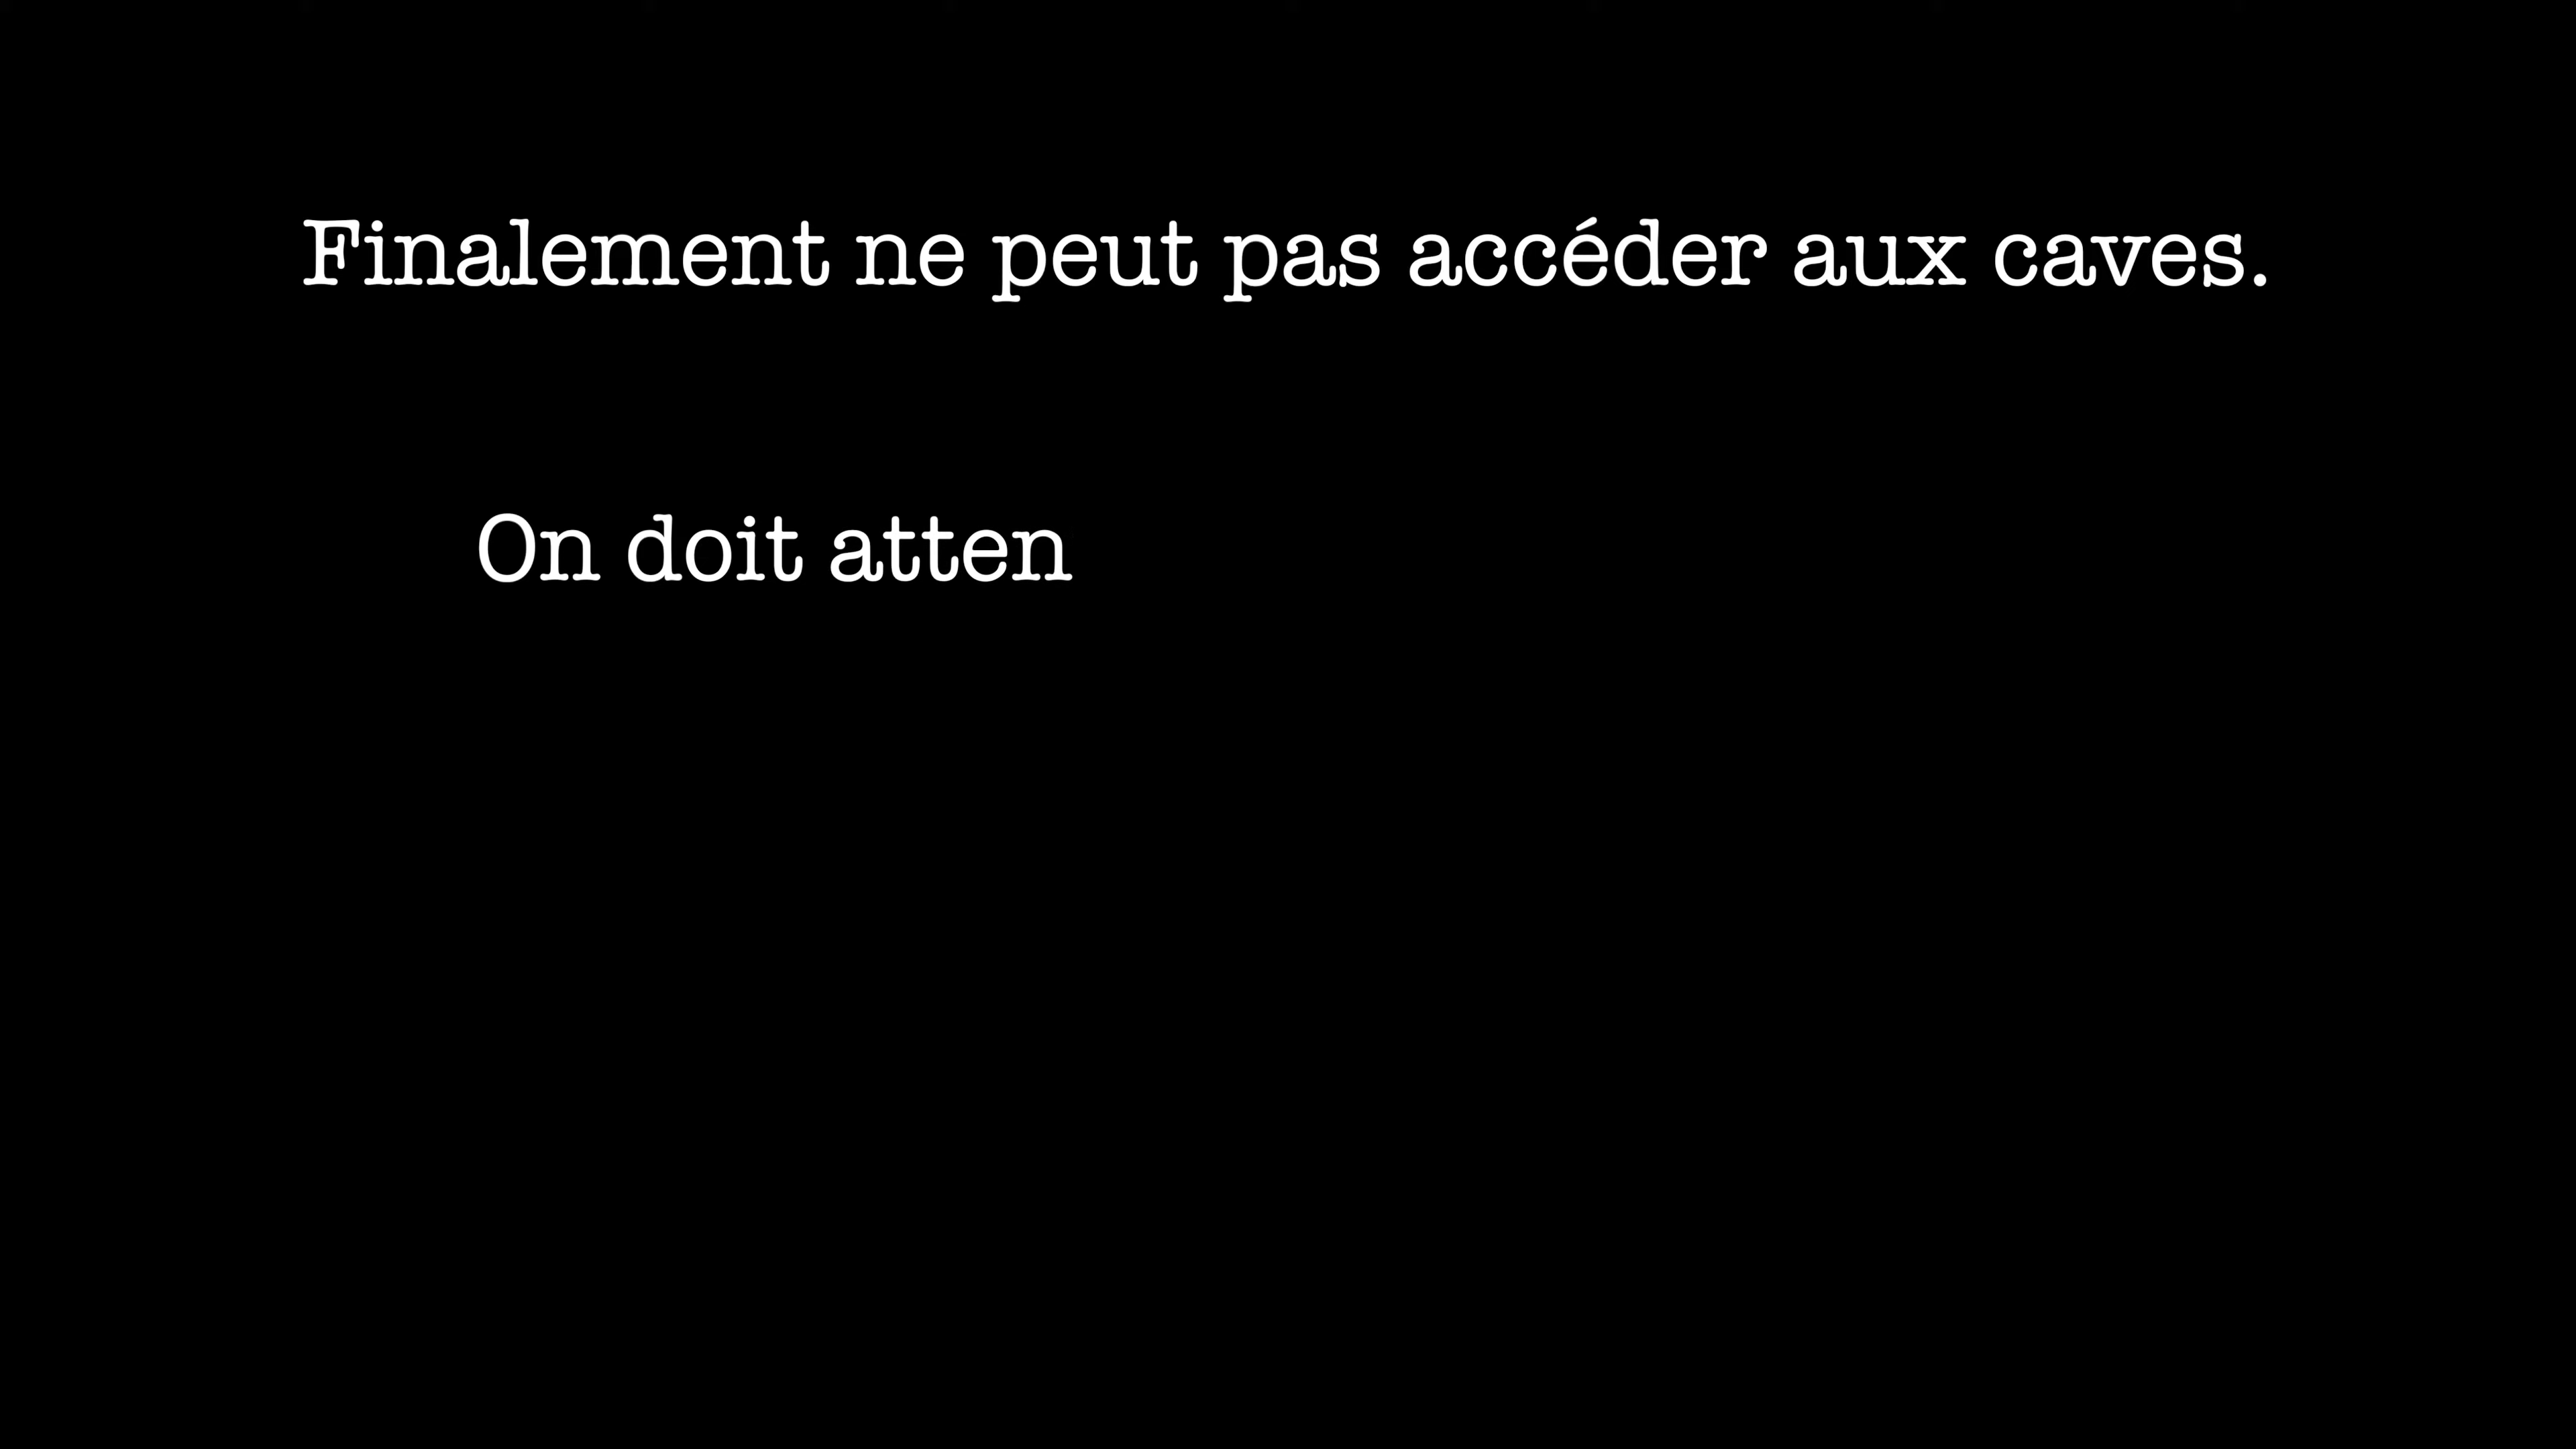 Finalement ne peut pas accéder aux caves.
On doit atten